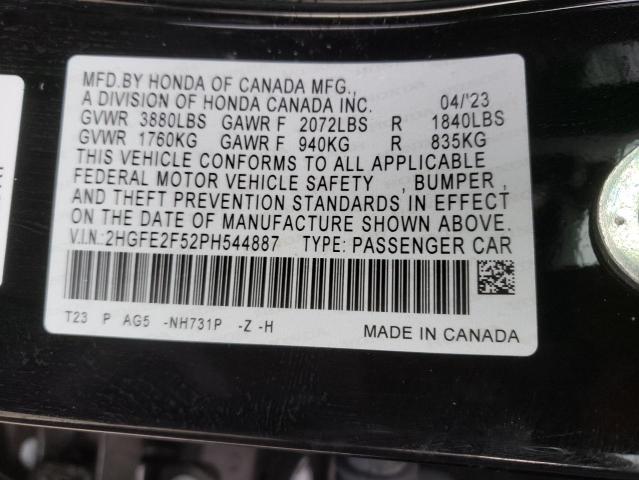 MFD.BY HONDA OF CANADA MFG.,
A DIVISION OF HONDA CANADA INC. 04/'23
GVWR 3880LBS GAWR F 2072LBS R 1840LBS
GVWR 1760KG GAWR F 940KG R 835KG
THIS VEHICLE CONFORMS TO ALL APPLICABLE
FEDERAL MOTOR VEHICLE SAFETY , BUMPER ,
AND THEFT PREVENTION STANDARDS IN EFFECT
ON THE DATE OF MANUFACTURE SHOWN ABOVE.
V.I.N.: 2HGFE2F52PH544887 TYPE: PASSENGER CAR
T23 P AG5 -NH731P -Z -H
MADE IN CANADA